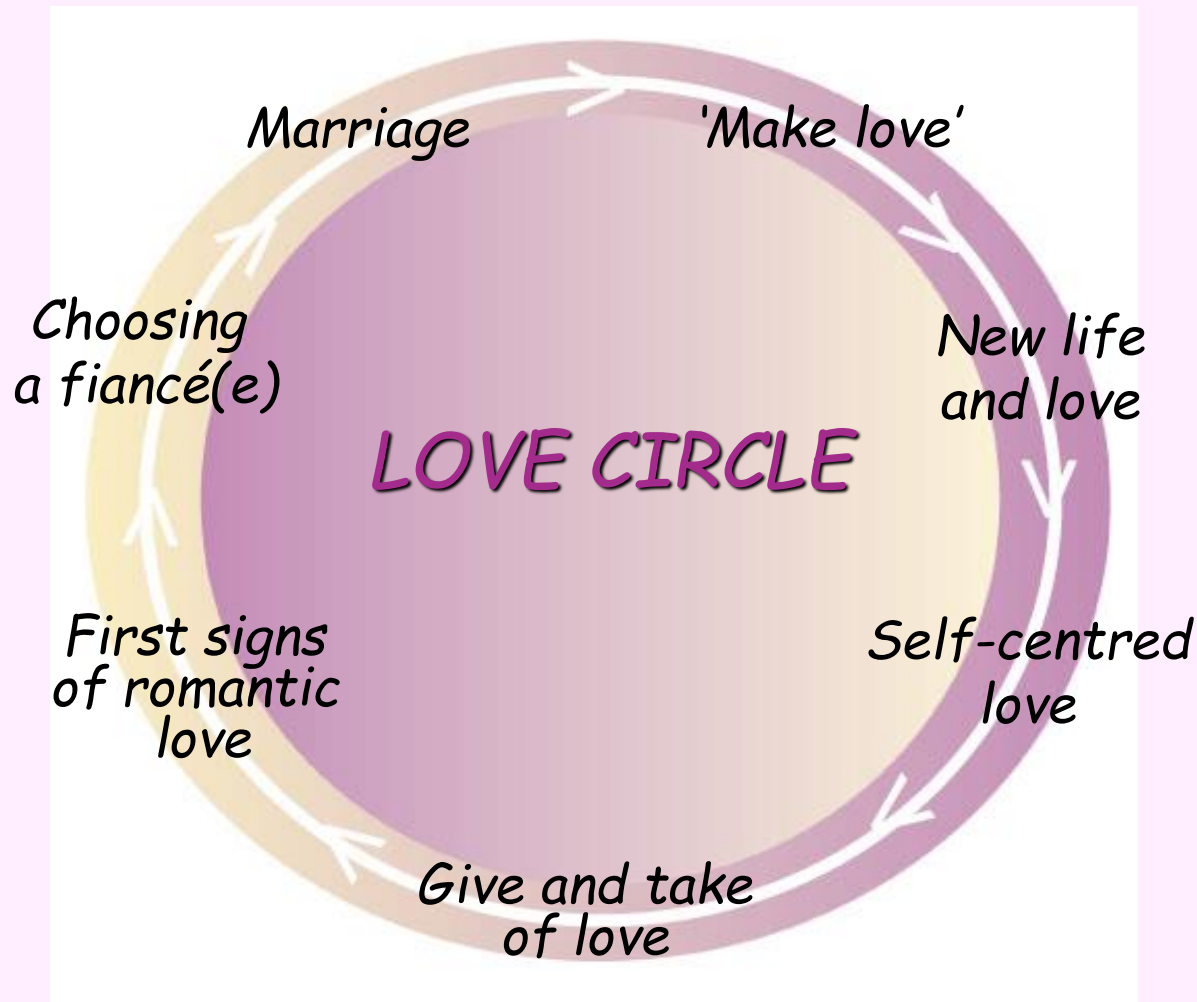 Marriage
‘Make love’
Choosing
a fiancé(e)
New life
and love
LOVE CIRCLE
First signs
of romantic
love
Self-centred
love
Give and take
of love